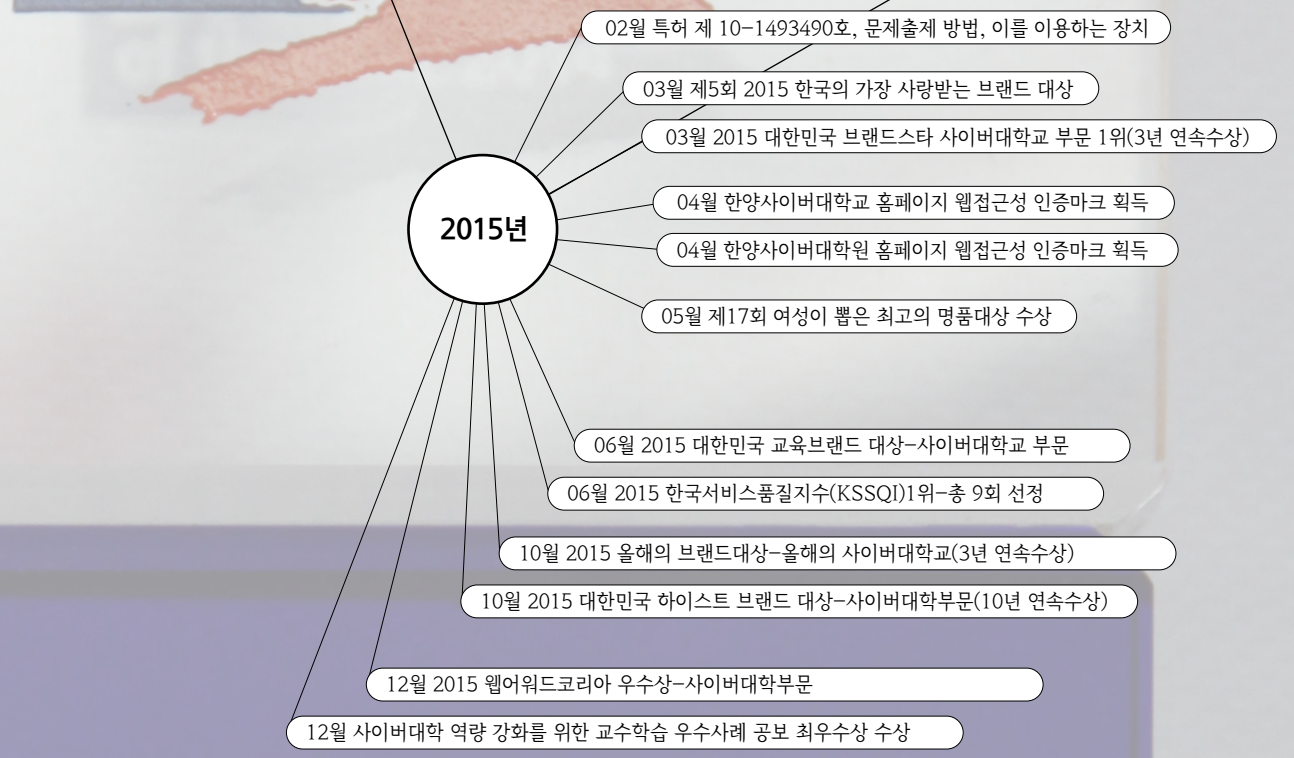 02월 특허 제 10-1493490호, 문제출제 방법, 이를 이용하는 장치
03월 제5회 2015 한국의 가장 사랑받는 브랜드 대상
03월 2015 대한민국 브랜드스타 사이버대학교 부문 1위(3년 연속수상)
04월 한양사이버대학교 홈페이지 웹접근성 인증마크 획득
2015년
04월 한양사이버대학원 홈페이지 웹접근성 인증마크 획득
05월 제17회 여성이 뽑은 최고의 명품대상 수상
06월 2015 대한민국 교육브랜드 대상-사이버대학교 부문
06월 2015 한국서비스품질지수(KSSQI)1위-총 9회 선정
10월 2015 올해의 브랜드대상-올해의 사이버대학교(3년 연속수상)
10월 2015 대한민국 하이스트 브랜드 대상-사이버대학부문(10년 연속수상)
12월 2015 웹어워드코리아 우수상-사이버대학부문
12월 사이버대학 역량 강화를 위한 교수학습 우수사례 공보 최우수상 수상